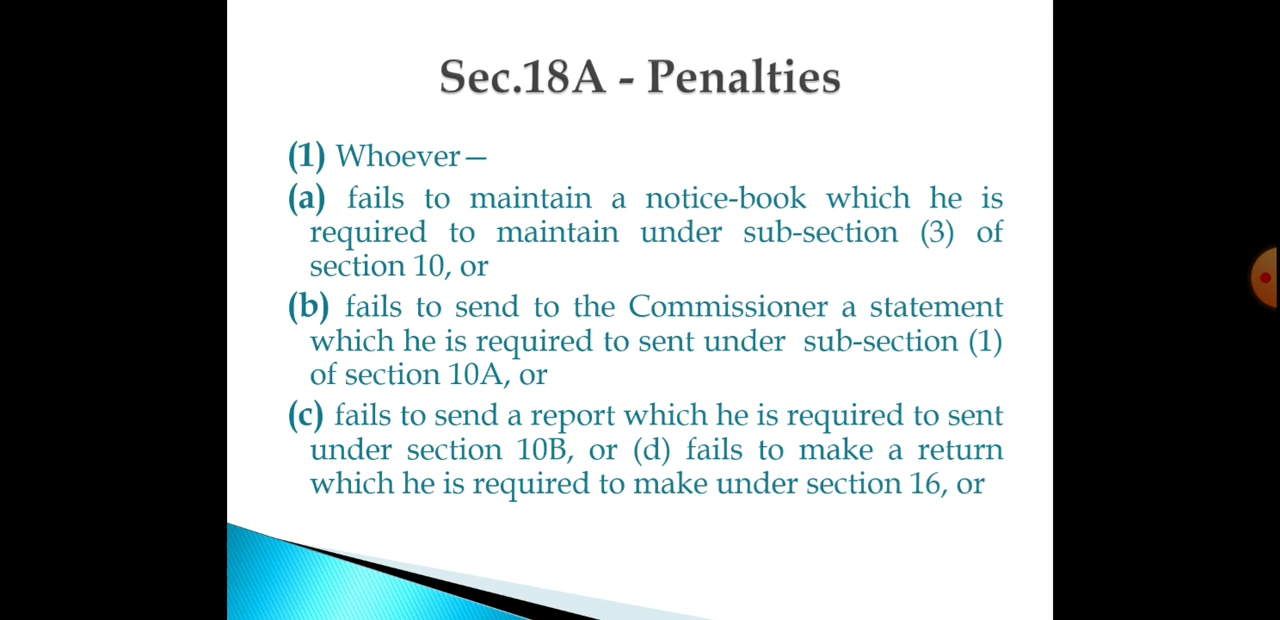 Sec.18A - Penalties
(1) Whoever—
(a) fails to maintain a notice-book which he is
required to maintain under sub-section (3) of
section 10, or
(b) fails to send to the Commissioner a statement
which he is required to sent under sub-section (1)
of section 10A, or
(c) fails to send a report which he is required to sent
under section 10B, or (d) fails to make a return
which he is required to make under section 16, or